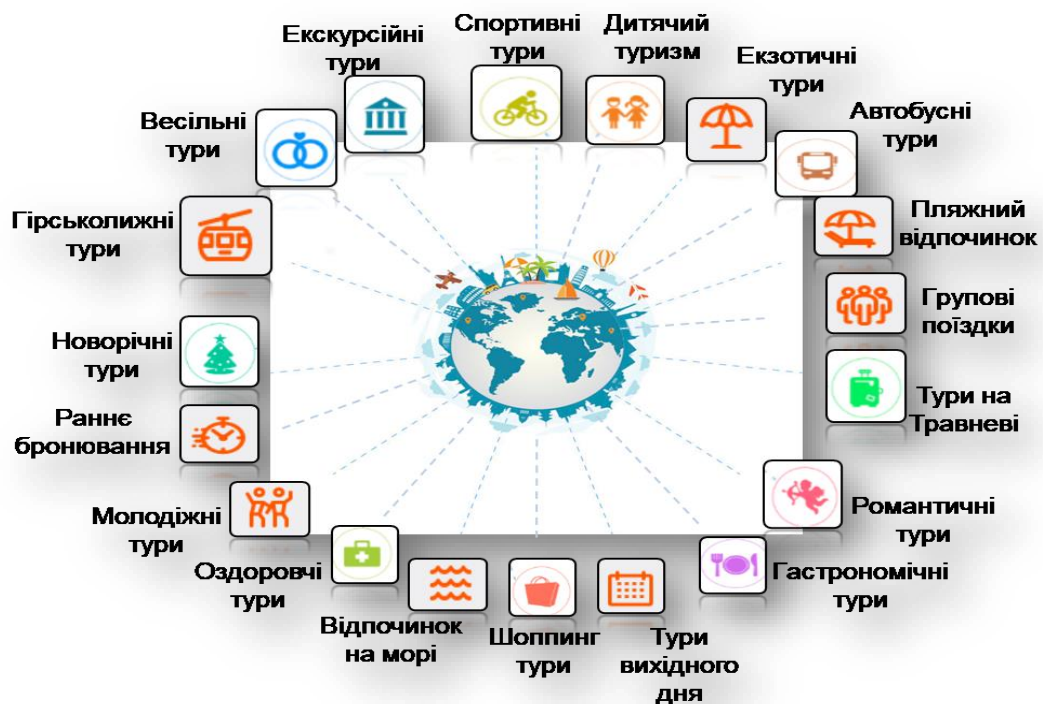 Екскурсійні
тури
Спортивні
тури
Дитячий
туризм
Екзотичні
тури
Автобусні
тури
Пляжний
відпочинок
Групові
поїздки
Тури на
Травневі
Романтичні
тури
Гастрономічні
тури
Тури
вихідного
дня
Шоппинг
тури
Відпочинок
на морі
Оздоровчі
тури
Молодіжні
тури
Раннє
бронювання
Новорічні
тури
Гірськолижні
тури
Весільні
тури